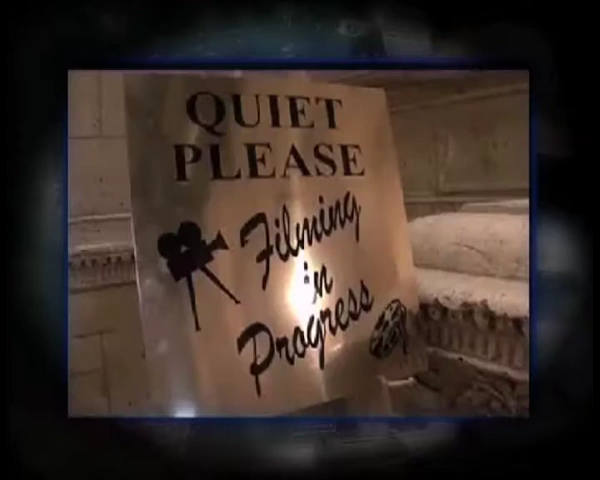 QUIET
PLEASE
Filming
in
Progress